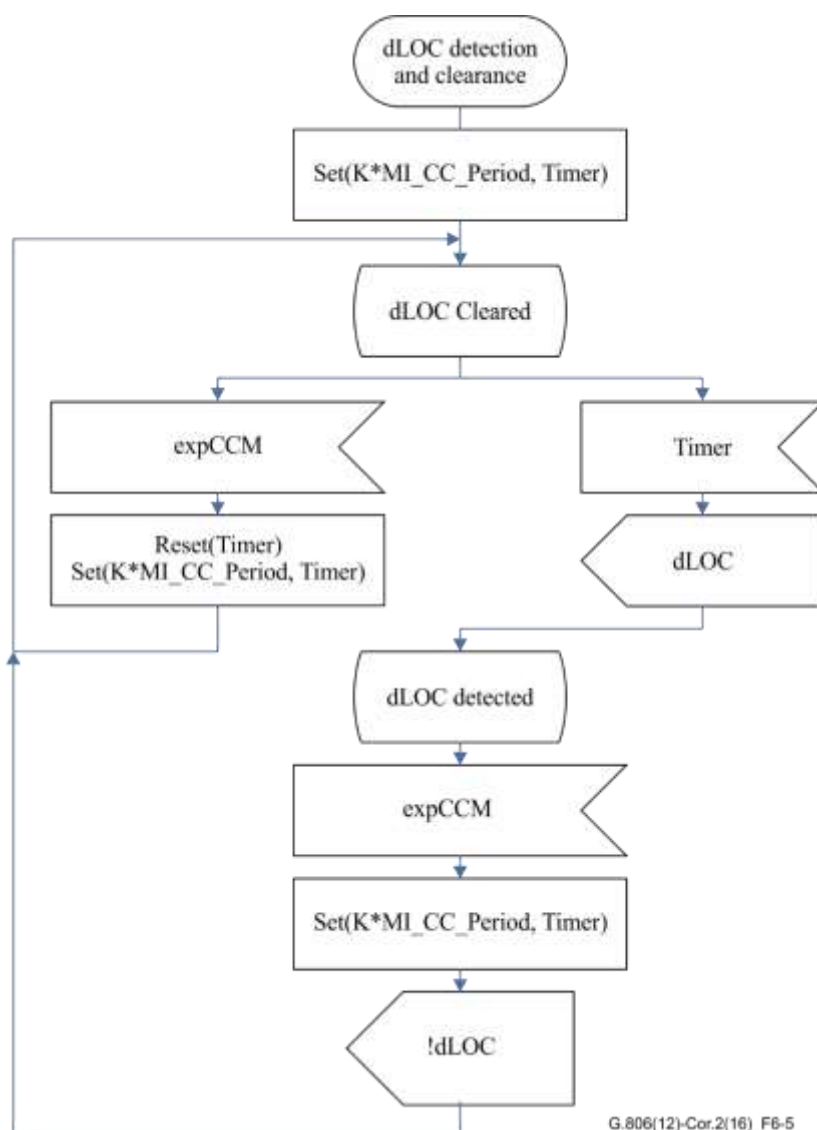 dLOC detection
and clearance
Set(K*MI_CC_Period, Timer)
dLOC Cleared
expCCM
Timer
Reset(Timer)
Set(K*MI_CC_Period, Timer)
dLOC
dLOC detected
expCCM
Set(K*MI_CC_Period, Timer)
!dLOC
G.806(12)-Cor.2(16)_F6-5